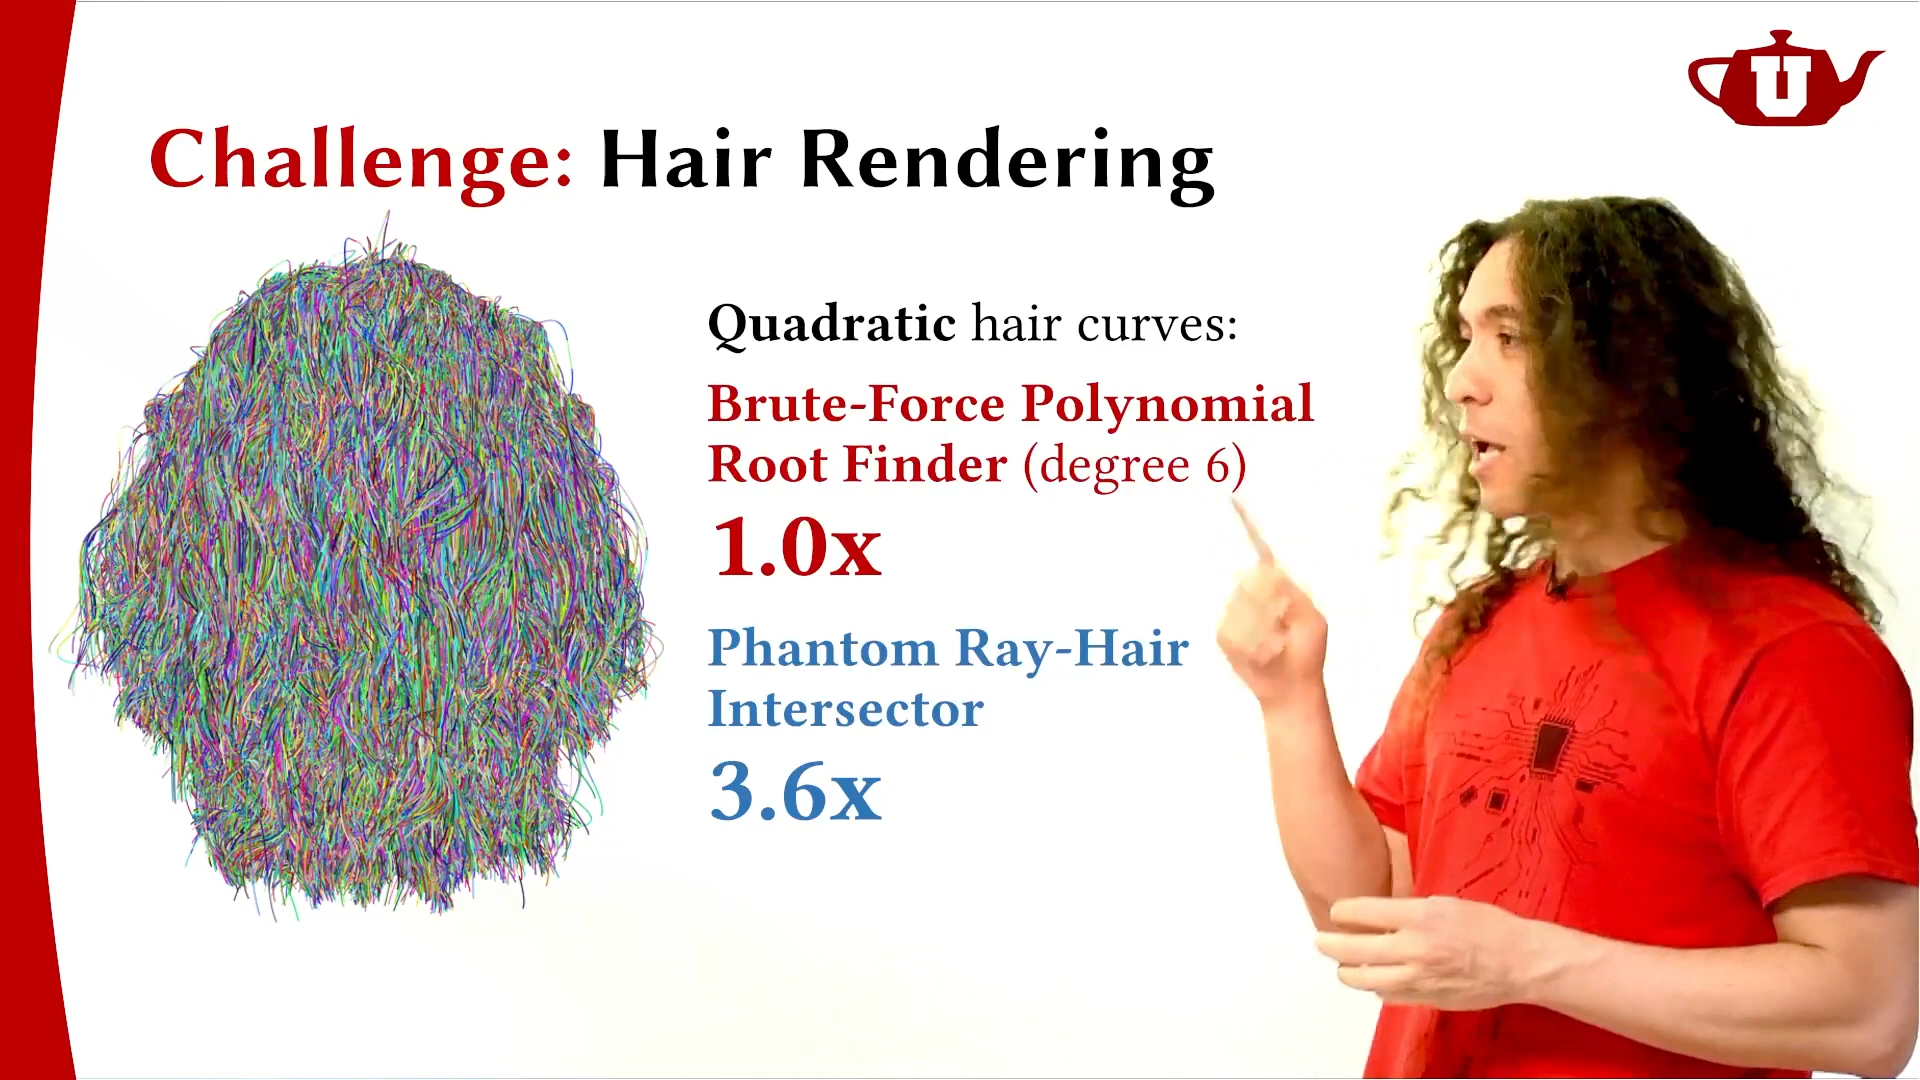 U
Challenge: Hair Rendering
Quadratic hair curves:
Brute-Force Polynomial
Root Finder (degree 6)
1.0x
Phantom Ray-Hair
Intersector
3.6x